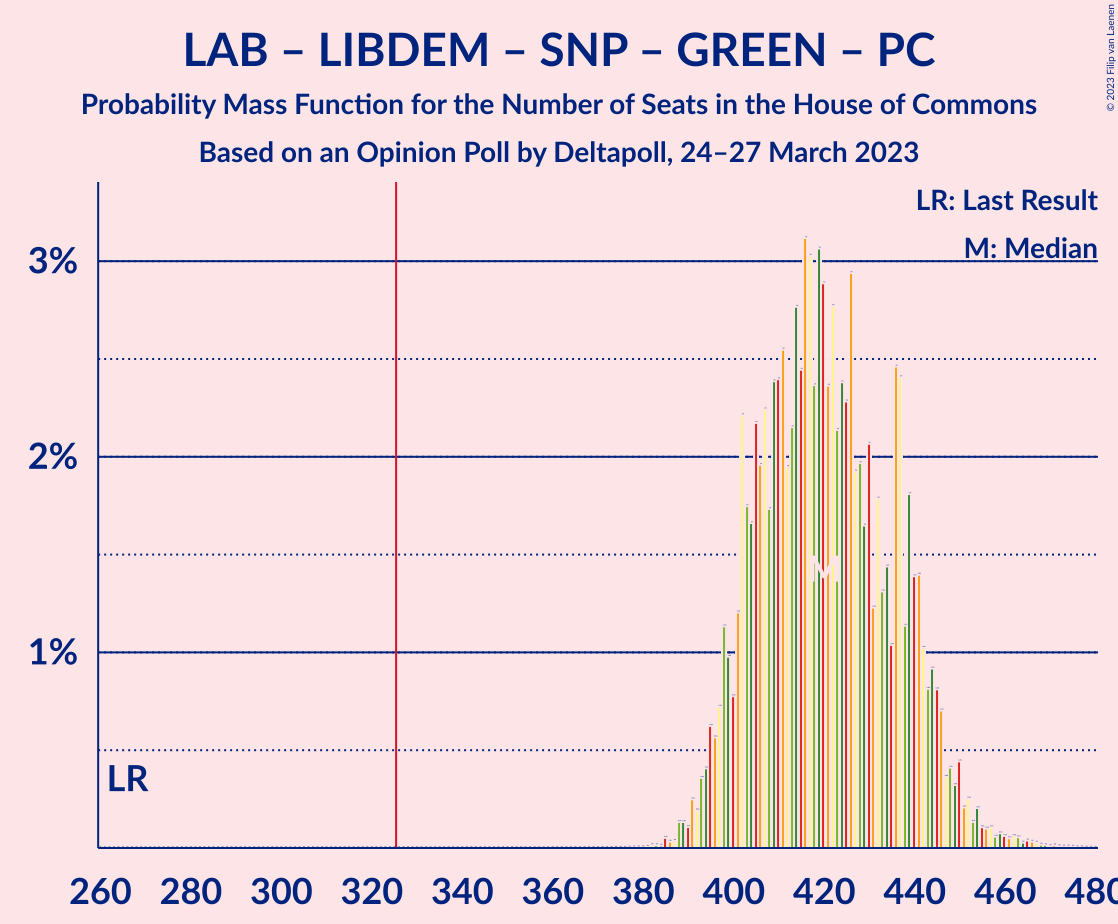 LAB – LIBDEM – SNP – GREEN – PC
Probability Mass Function for the Number of Seats in the House of Commons
Based on an Opinion Poll by Deltapoll, 24–27 March 2023
© 2023 Filip van Laenen
LR: Last Result
M: Median
3%
2%
1%
M
LR
260 280 300 320 340 360 380 400 420 440 460 480